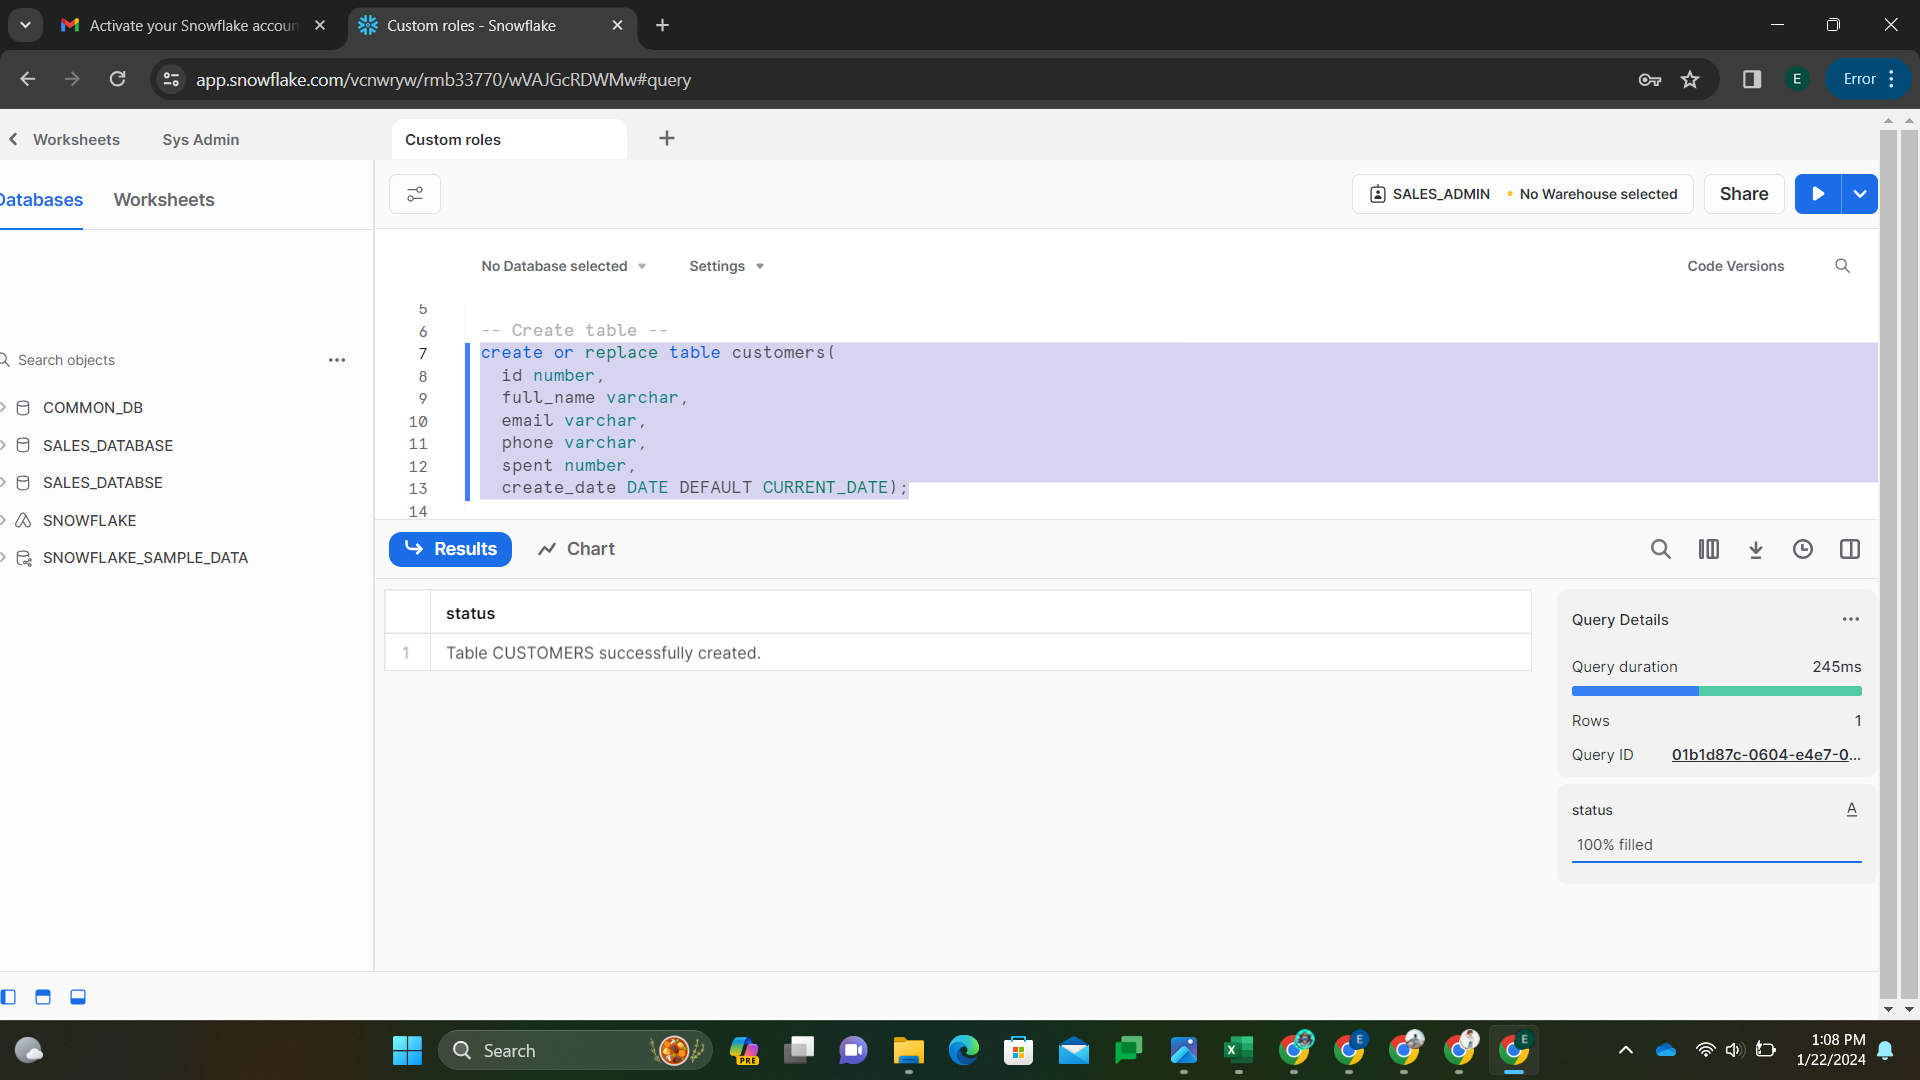 Activate your Snowflake accoun
Custom roles - Snowflake
app.snowflake.com/vcnwryw/rmb33770/wVAJGcRDWMw#query
E
Error
Worksheets
Sys Admin
Custom roles
Databases
Worksheets
SALES_ADMIN
No Warehouse selected
Share
No Database selected
Settings
Code Versions
5
6 -- Create table --
7 create or replace table customers(
8 id number,
9 full_name varchar,
10 email varchar,
11 phone varchar,
12 spent number,
13 create_date DATE DEFAULT CURRENT_DATE);
14
Search objects
COMMON_DB
SALES_DATABASE
SALES_DATABSE
SNOWFLAKE
SNOWFLAKE_SAMPLE_DATA
Results
Chart
status
1 Table CUSTOMERS successfully created.
Query Details
Query duration 245ms
Rows 1
Query ID 01b1d87c-0604-e4e7-0...
status A
100% filled
Search
PRE
E
E
1:08 PM
1/22/2024